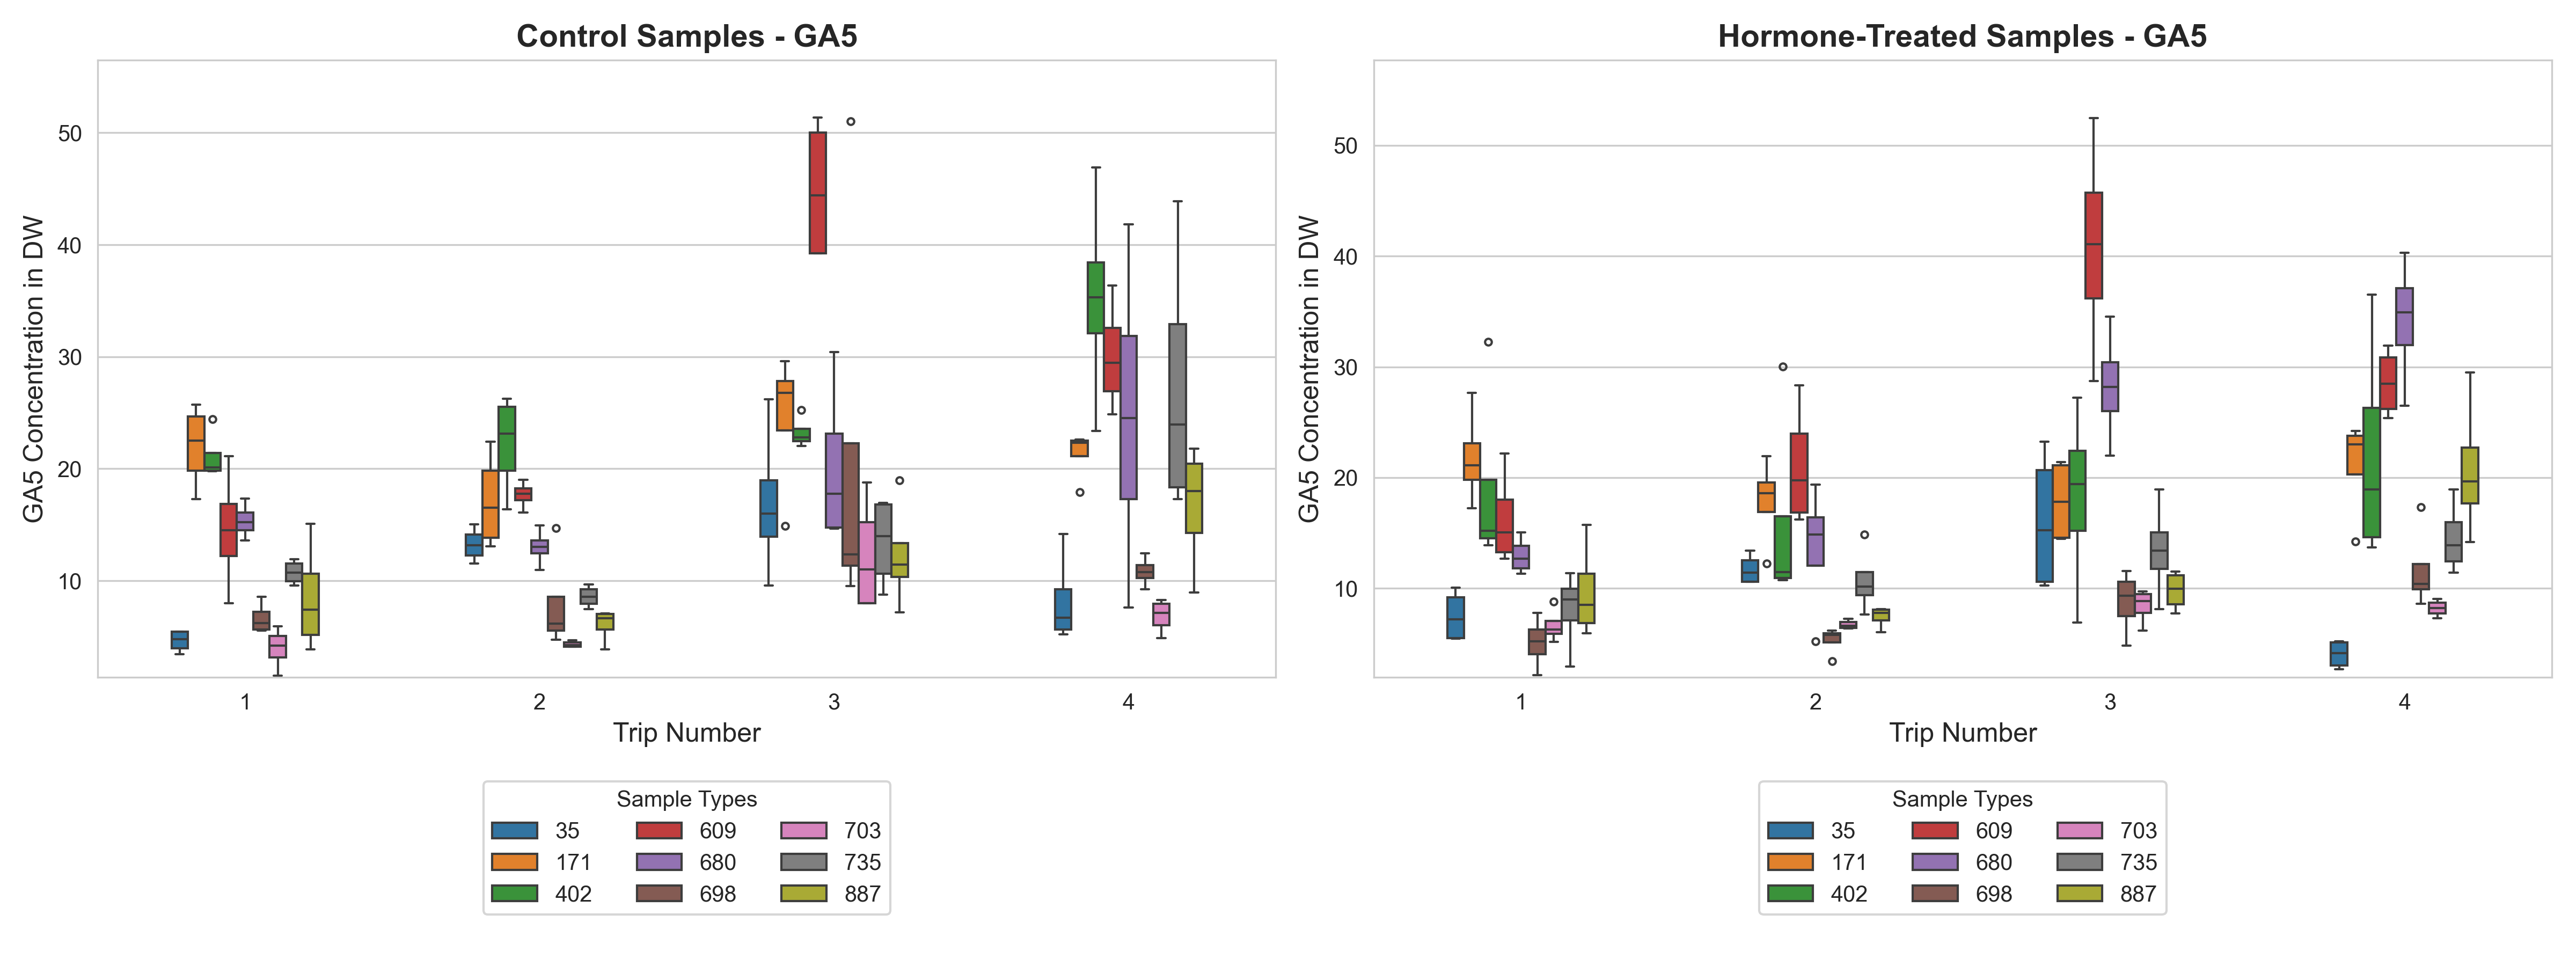 Control Samples - GA5
GA5 Concentration in DW
50
40
30
20
10
1 2 3 4
Trip Number
Sample Types
35 609 703
171 680 735
402 698 887
Hormone-Treated Samples - GA5
GA5 Concentration in DW
50
40
30
20
10
1 2 3 4
Trip Number
Sample Types
35 609 703
171 680 735
402 698 887